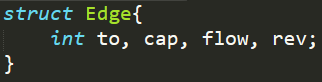 struct Edge{
    int to, cap, flow, rev;
}